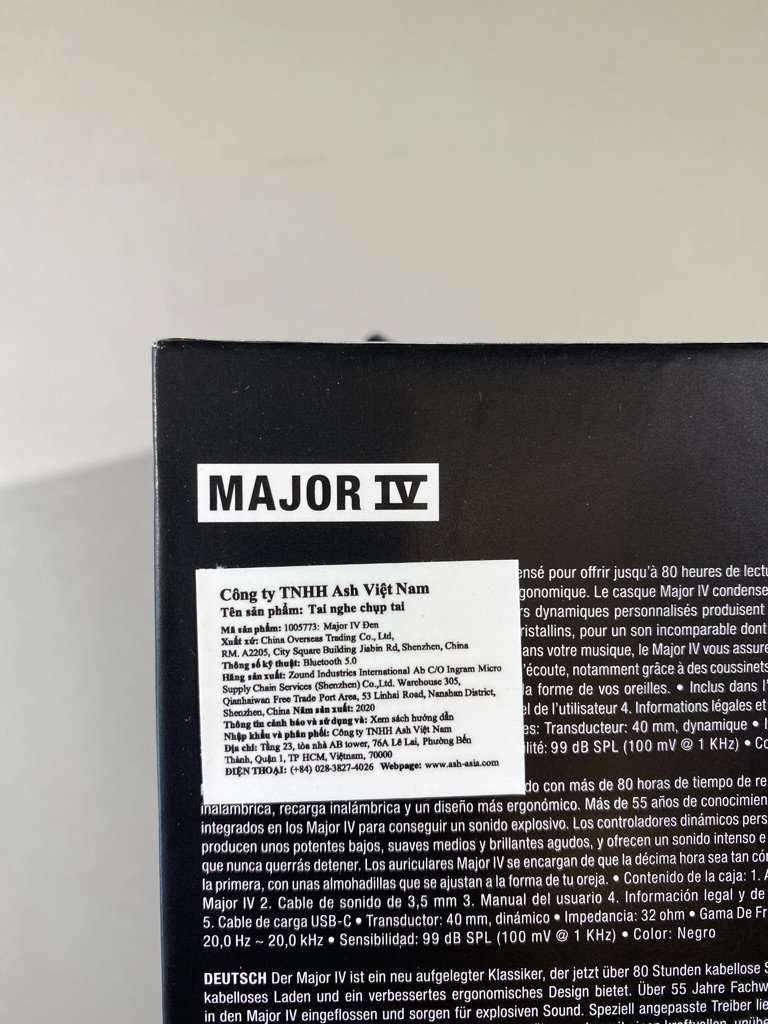 MAJOR IV
Công ty TNHH Ash Việt Nam
Tên sản phẩm: Tai nghe chụp tai
Mã sản phẩm: 1005773: Major IV Đen
Xuất xứ: China Overseas Trading Co., Ltd,
RM. A2205, City Square Building Jiabin Rd, Shenzhen, China
Thông số kỹ thuật: Bluetooth 5.0
Hãng sản xuất: Zound Industries International Ab C/O Ingram Micro
Supply Chain Services (Shenzhen) Co.,Ltd. Warehouse 305,
Qianhaiwan Free Trade Port Area, 53 Linhai Road, Nanshan District,
Shenzhen, China Năm sản xuất: 2020
Thông tin cảnh báo và sử dụng và: Xem sách hướng dẫn
Nhập khẩu và phân phối: Công ty TNHH Ash Việt Nam
Địa chỉ: Tầng 23, tòa nhà AB tower, 76A Lê Lai, Phường Bến
Thành, Quận 1, TP HCM, Việtnam, 70000
ĐIỆN THOẠI: (+84) 028-3827-4026 Webpage: www.ash-asia.com
ensé pour offrir jusqu'à 80 heures de lectu
gonomique. Le casque Major IV condense
rs dynamiques personnalisés produisent
ristallins, pour un son incomparable dont
ans votre musique, le Major IV vous assure
'écoute, notamment grâce à des coussinets
la forme de vos oreilles. • Inclus dans l'
el de l'utilisateur 4. Informations légales et
es: Transducteur: 40 mm, dynamique • I
ilité: 99 dB SPL (100 mV @ 1 KHz) • Co
do con más de 80 horas de tiempo de re
inalámbrica, recarga inalámbrica y un diseño más ergonómico. Más de 55 años de conocimien
integrados en los Major IV para conseguir un sonido explosivo. Los controladores dinámicos pers
producen unos potentes bajos, suaves medios y brillantes agudos, y ofrecen un sonido intenso e
que nunca querrás detener. Los auriculares Major IV se encargan de que la décima hora sea tan có
la primera, con unas almohadillas que se ajustan a la forma de tu oreja. • Contenido de la caja: 1. A
Major IV 2. Cable de sonido de 3,5 mm 3. Manual del usuario 4. Información legal y de
5. Cable de carga USB-C • Transductor: 40 mm, dinámico • Impedancia: 32 ohm • Gama De Fr
20,0 Hz ~ 20,0 kHz • Sensibilidad: 99 dB SPL (100 mV @ 1 KHz) • Color: Negro
DEUTSCH Der Major IV ist ein neu aufgelegter Klassiker, der jetzt über 80 Stunden kabellose S
kabelloses Laden und ein verbessertes ergonomisches Design bietet. Über 55 Jahre Fachw
in den Major IV eingeflossen und sorgen für explosiven Sound. Speziell angepasste Treiber lie